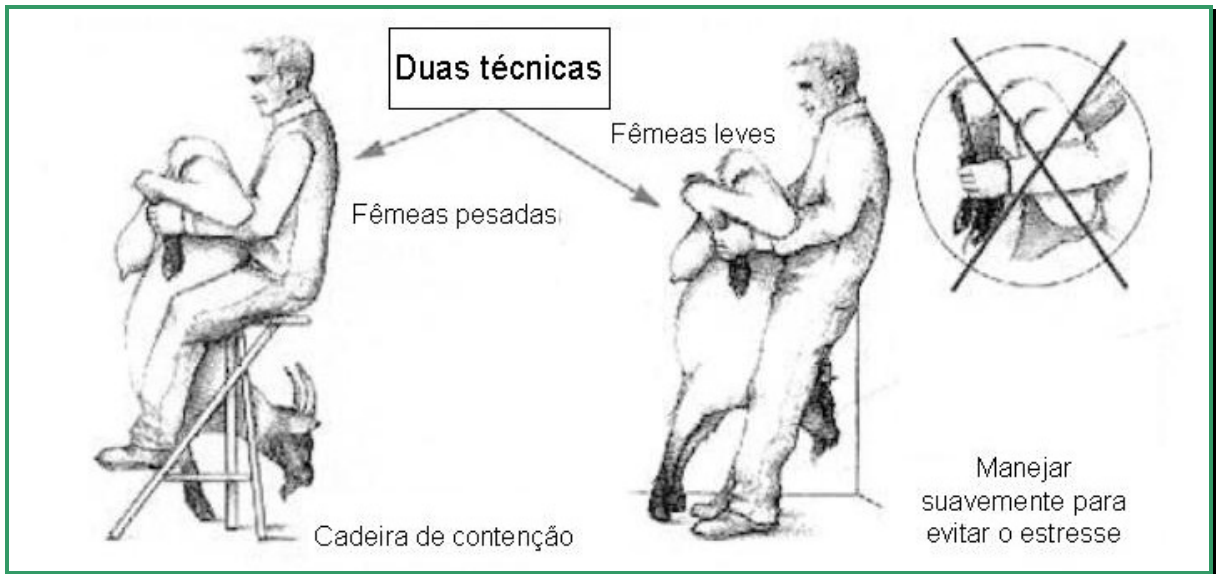 Duas técnicas
Fêmeas leves
Fêmeas pesadas
Cadeira de contenção
Manejar
suavemente para
evitar o estresse